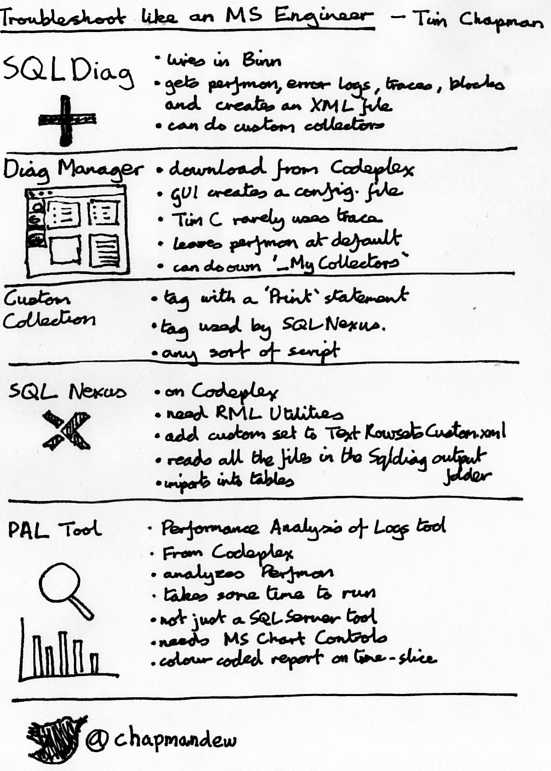 Troubleshoot like an MS Engineer - Tim Chapman
SQLDiag
• lives in Binn
• gets perfmon, error logs, traces, blocks
and creates an XML file
• can do custom collectors
Diag Manager
• download from Codeplex
• GUI creates a config. file
• Tim C rarely uses trace
• leaves perfmon at default
• can do own '_MyCollectors'
Custom
Collection
• tag with a 'Print' statement
• tag used by SQL Nexus.
• any sort of script
SQL Nexus
• on Codeplex
• need RML Utilities
• add custom set to TextRowsetsCustom.xml
• reads all the files in the Sqldiag output
folder
• imports into tables
PAL Tool
• Performance Analysis of Logs tool
• From Codeplex
• analyzes Perfmon
• takes some time to run
• not just a SQL Server tool
• needs MS Chart Controls
• colour coded report on time-slice
@chapmandew